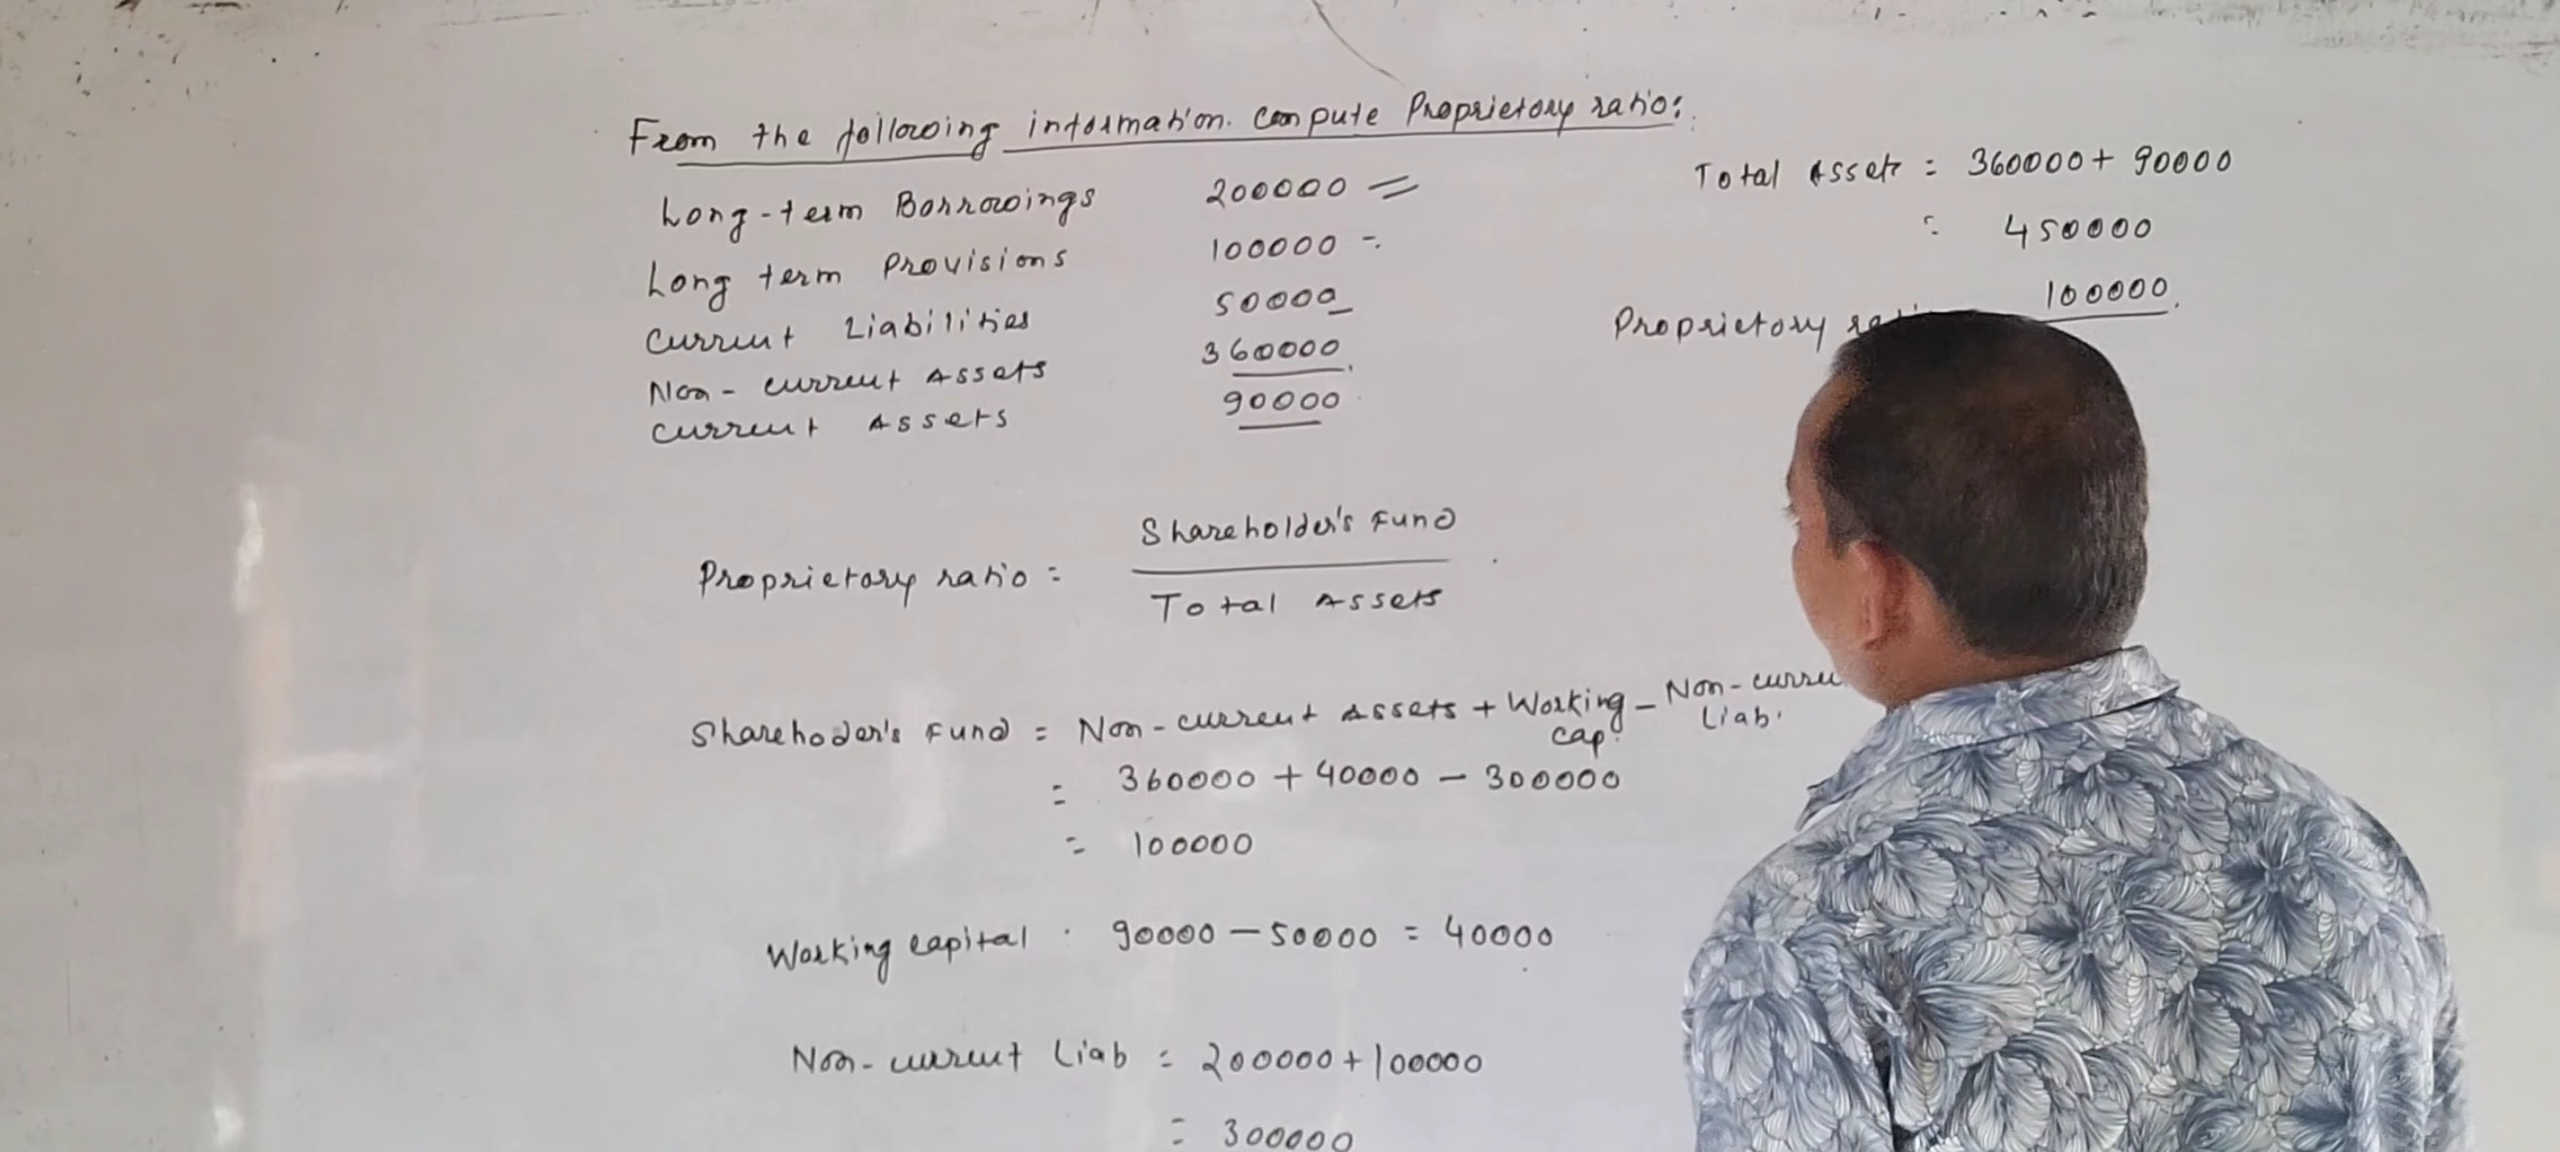 From the following information. Compute Proprietory ratio:
Long-term Borrowings 200000 =
Long term Provisions 100000 -
Current Liabilities 50000
Non-current Assets 360000
Current Assets 90000
Proprietory ratio = Shareholder's Fund
Total Assets
Sharehoder's Fund = Non-current Assets + Working - Non-curre
cap. Liab.
= 360000 + 40000 - 300000
= 100000
Working capital . 90000 - 50000 = 40000
Non-current Liab = 200000 + 100000
= 300000
Total Assets = 360000 + 90000
= 450000
Proprietory 100000